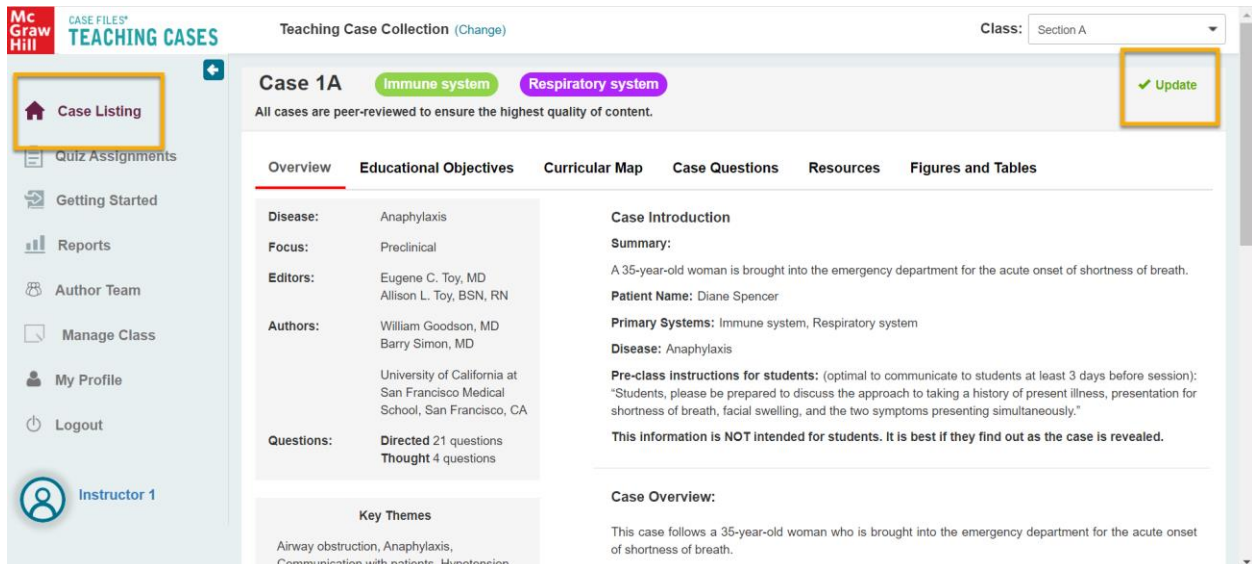 Mc
Graw
Hill
CASE FILES®
TEACHING CASES
Teaching Case Collection (Change)
Class: Section A
Case Listing
Quiz Assignments
Getting Started
Reports
Author Team
Manage Class
My Profile
Logout
Instructor 1
Case 1A Immune system Respiratory system
✔ Update
All cases are peer-reviewed to ensure the highest quality of content.
Overview Educational Objectives Curricular Map Case Questions Resources Figures and Tables
Disease: Anaphylaxis
Focus: Preclinical
Editors: Eugene C. Toy, MD
Allison L. Toy, BSN, RN
Authors: William Goodson, MD
Barry Simon, MD
University of California at
San Francisco Medical
School, San Francisco, CA
Questions: Directed 21 questions
Thought 4 questions
Key Themes
Airway obstruction, Anaphylaxis,
Communication with patients, Hypotension
Case Introduction
Summary:
A 35-year-old woman is brought into the emergency department for the acute onset of shortness of breath.
Patient Name: Diane Spencer
Primary Systems: Immune system, Respiratory system
Disease: Anaphylaxis
Pre-class instructions for students: (optimal to communicate to students at least 3 days before session):
“Students, please be prepared to discuss the approach to taking a history of present illness, presentation for
shortness of breath, facial swelling, and the two symptoms presenting simultaneously.”
This information is NOT intended for students. It is best if they find out as the case is revealed.
Case Overview:
This case follows a 35-year-old woman who is brought into the emergency department for the acute onset
of shortness of breath.